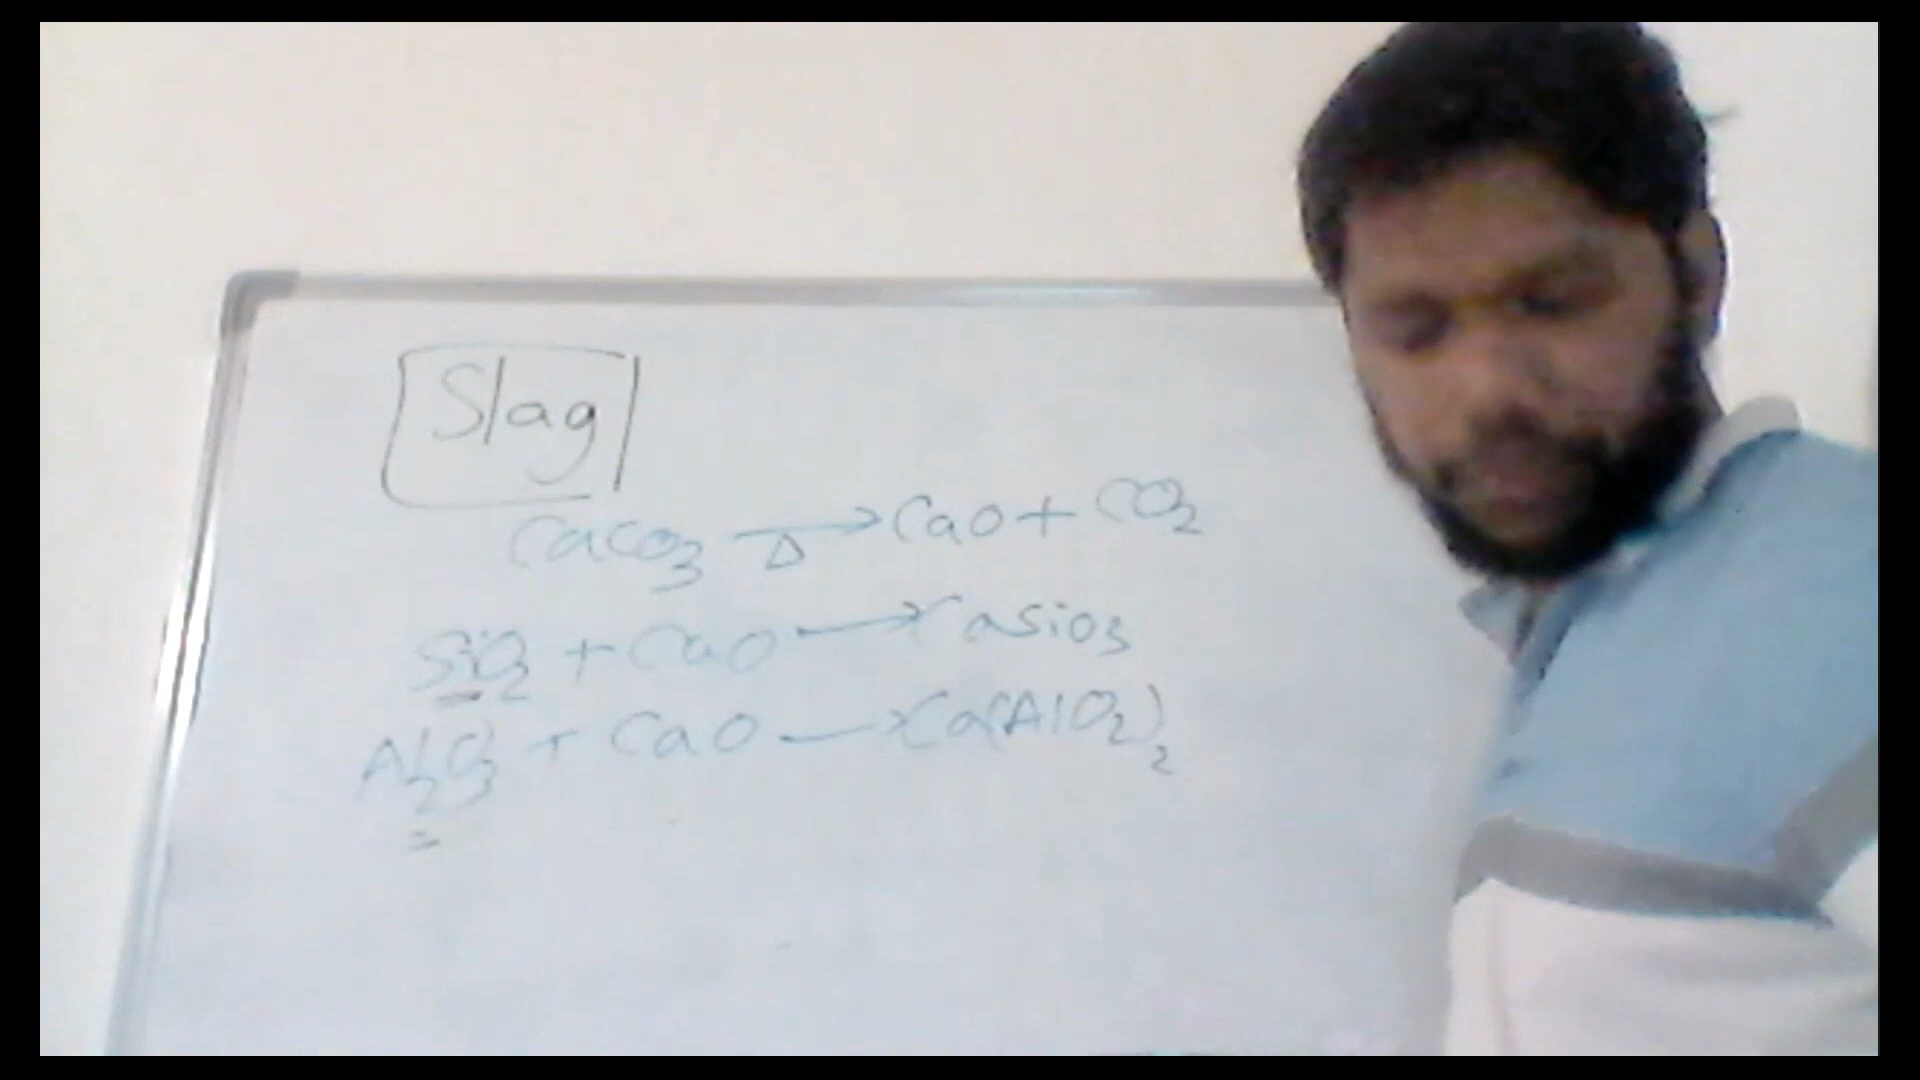 Slag
CaCO3 →Δ CaO + CO2
SiO2 + CaO → CaSiO3
Al2O3 + CaO → Ca(AlO2)2